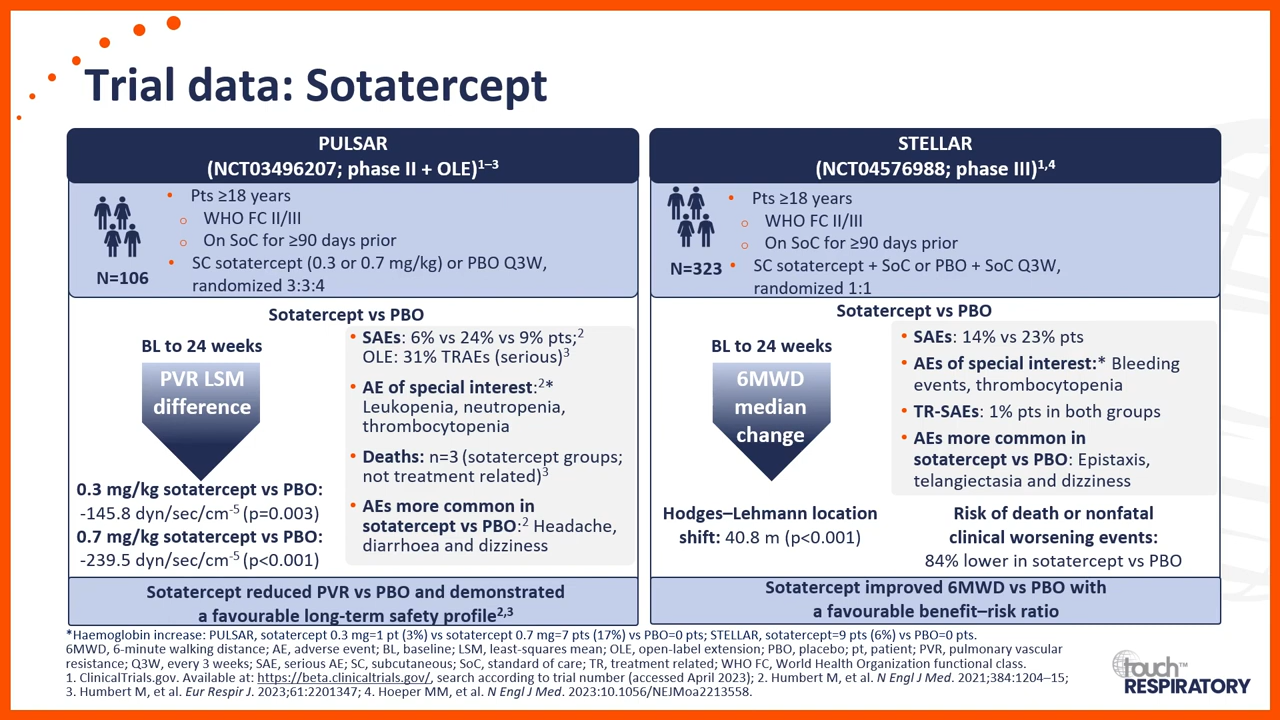 Trial data: Sotatercept
PULSAR
(NCT03496207; phase II + OLE)1–3
N=106
• Pts ≥18 years
o WHO FC II/III
o On SoC for ≥90 days prior
• SC sotatercept (0.3 or 0.7 mg/kg) or PBO Q3W,
randomized 3:3:4
Sotatercept vs PBO
BL to 24 weeks
PVR LSM
difference
0.3 mg/kg sotatercept vs PBO:
-145.8 dyn/sec/cm-5 (p=0.003)
0.7 mg/kg sotatercept vs PBO:
-239.5 dyn/sec/cm-5 (p<0.001)
• SAEs: 6% vs 24% vs 9% pts;2
OLE: 31% TRAEs (serious)3
• AE of special interest:2*
Leukopenia, neutropenia,
thrombocytopenia
• Deaths: n=3 (sotatercept groups;
not treatment related)3
• AEs more common in
sotatercept vs PBO:2 Headache,
diarrhoea and dizziness
Sotatercept reduced PVR vs PBO and demonstrated
a favourable long-term safety profile2,3
STELLAR
(NCT04576988; phase III)1,4
N=323
• Pts ≥18 years
o WHO FC II/III
o On SoC for ≥90 days prior
• SC sotatercept + SoC or PBO + SoC Q3W,
randomized 1:1
Sotatercept vs PBO
BL to 24 weeks
6MWD
median
change
Hodges–Lehmann location
shift: 40.8 m (p<0.001)
• SAEs: 14% vs 23% pts
• AEs of special interest:* Bleeding
events, thrombocytopenia
• TR-SAEs: 1% pts in both groups
• AEs more common in
sotatercept vs PBO: Epistaxis,
telangiectasia and dizziness
Risk of death or nonfatal
clinical worsening events:
84% lower in sotatercept vs PBO
Sotatercept improved 6MWD vs PBO with
a favourable benefit–risk ratio
*Haemoglobin increase: PULSAR, sotatercept 0.3 mg=1 pt (3%) vs sotatercept 0.7 mg=7 pts (17%) vs PBO=0 pts; STELLAR, sotatercept=9 pts (6%) vs PBO=0 pts.
6MWD, 6-minute walking distance; AE, adverse event; BL, baseline; LSM, least-squares mean; OLE, open-label extension; PBO, placebo; pt, patient; PVR, pulmonary vascular
resistance; Q3W, every 3 weeks; SAE, serious AE; SC, subcutaneous; SoC, standard of care; TR, treatment related; WHO FC, World Health Organization functional class.
1. ClinicalTrials.gov. Available at: https://beta.clinicaltrials.gov/, search according to trial number (accessed April 2023); 2. Humbert M, et al. N Engl J Med. 2021;384:1204–15;
3. Humbert M, et al. Eur Respir J. 2023;61:2201347; 4. Hoeper MM, et al. N Engl J Med. 2023:10.1056/NEJMoa2213558.
touch™
RESPIRATORY